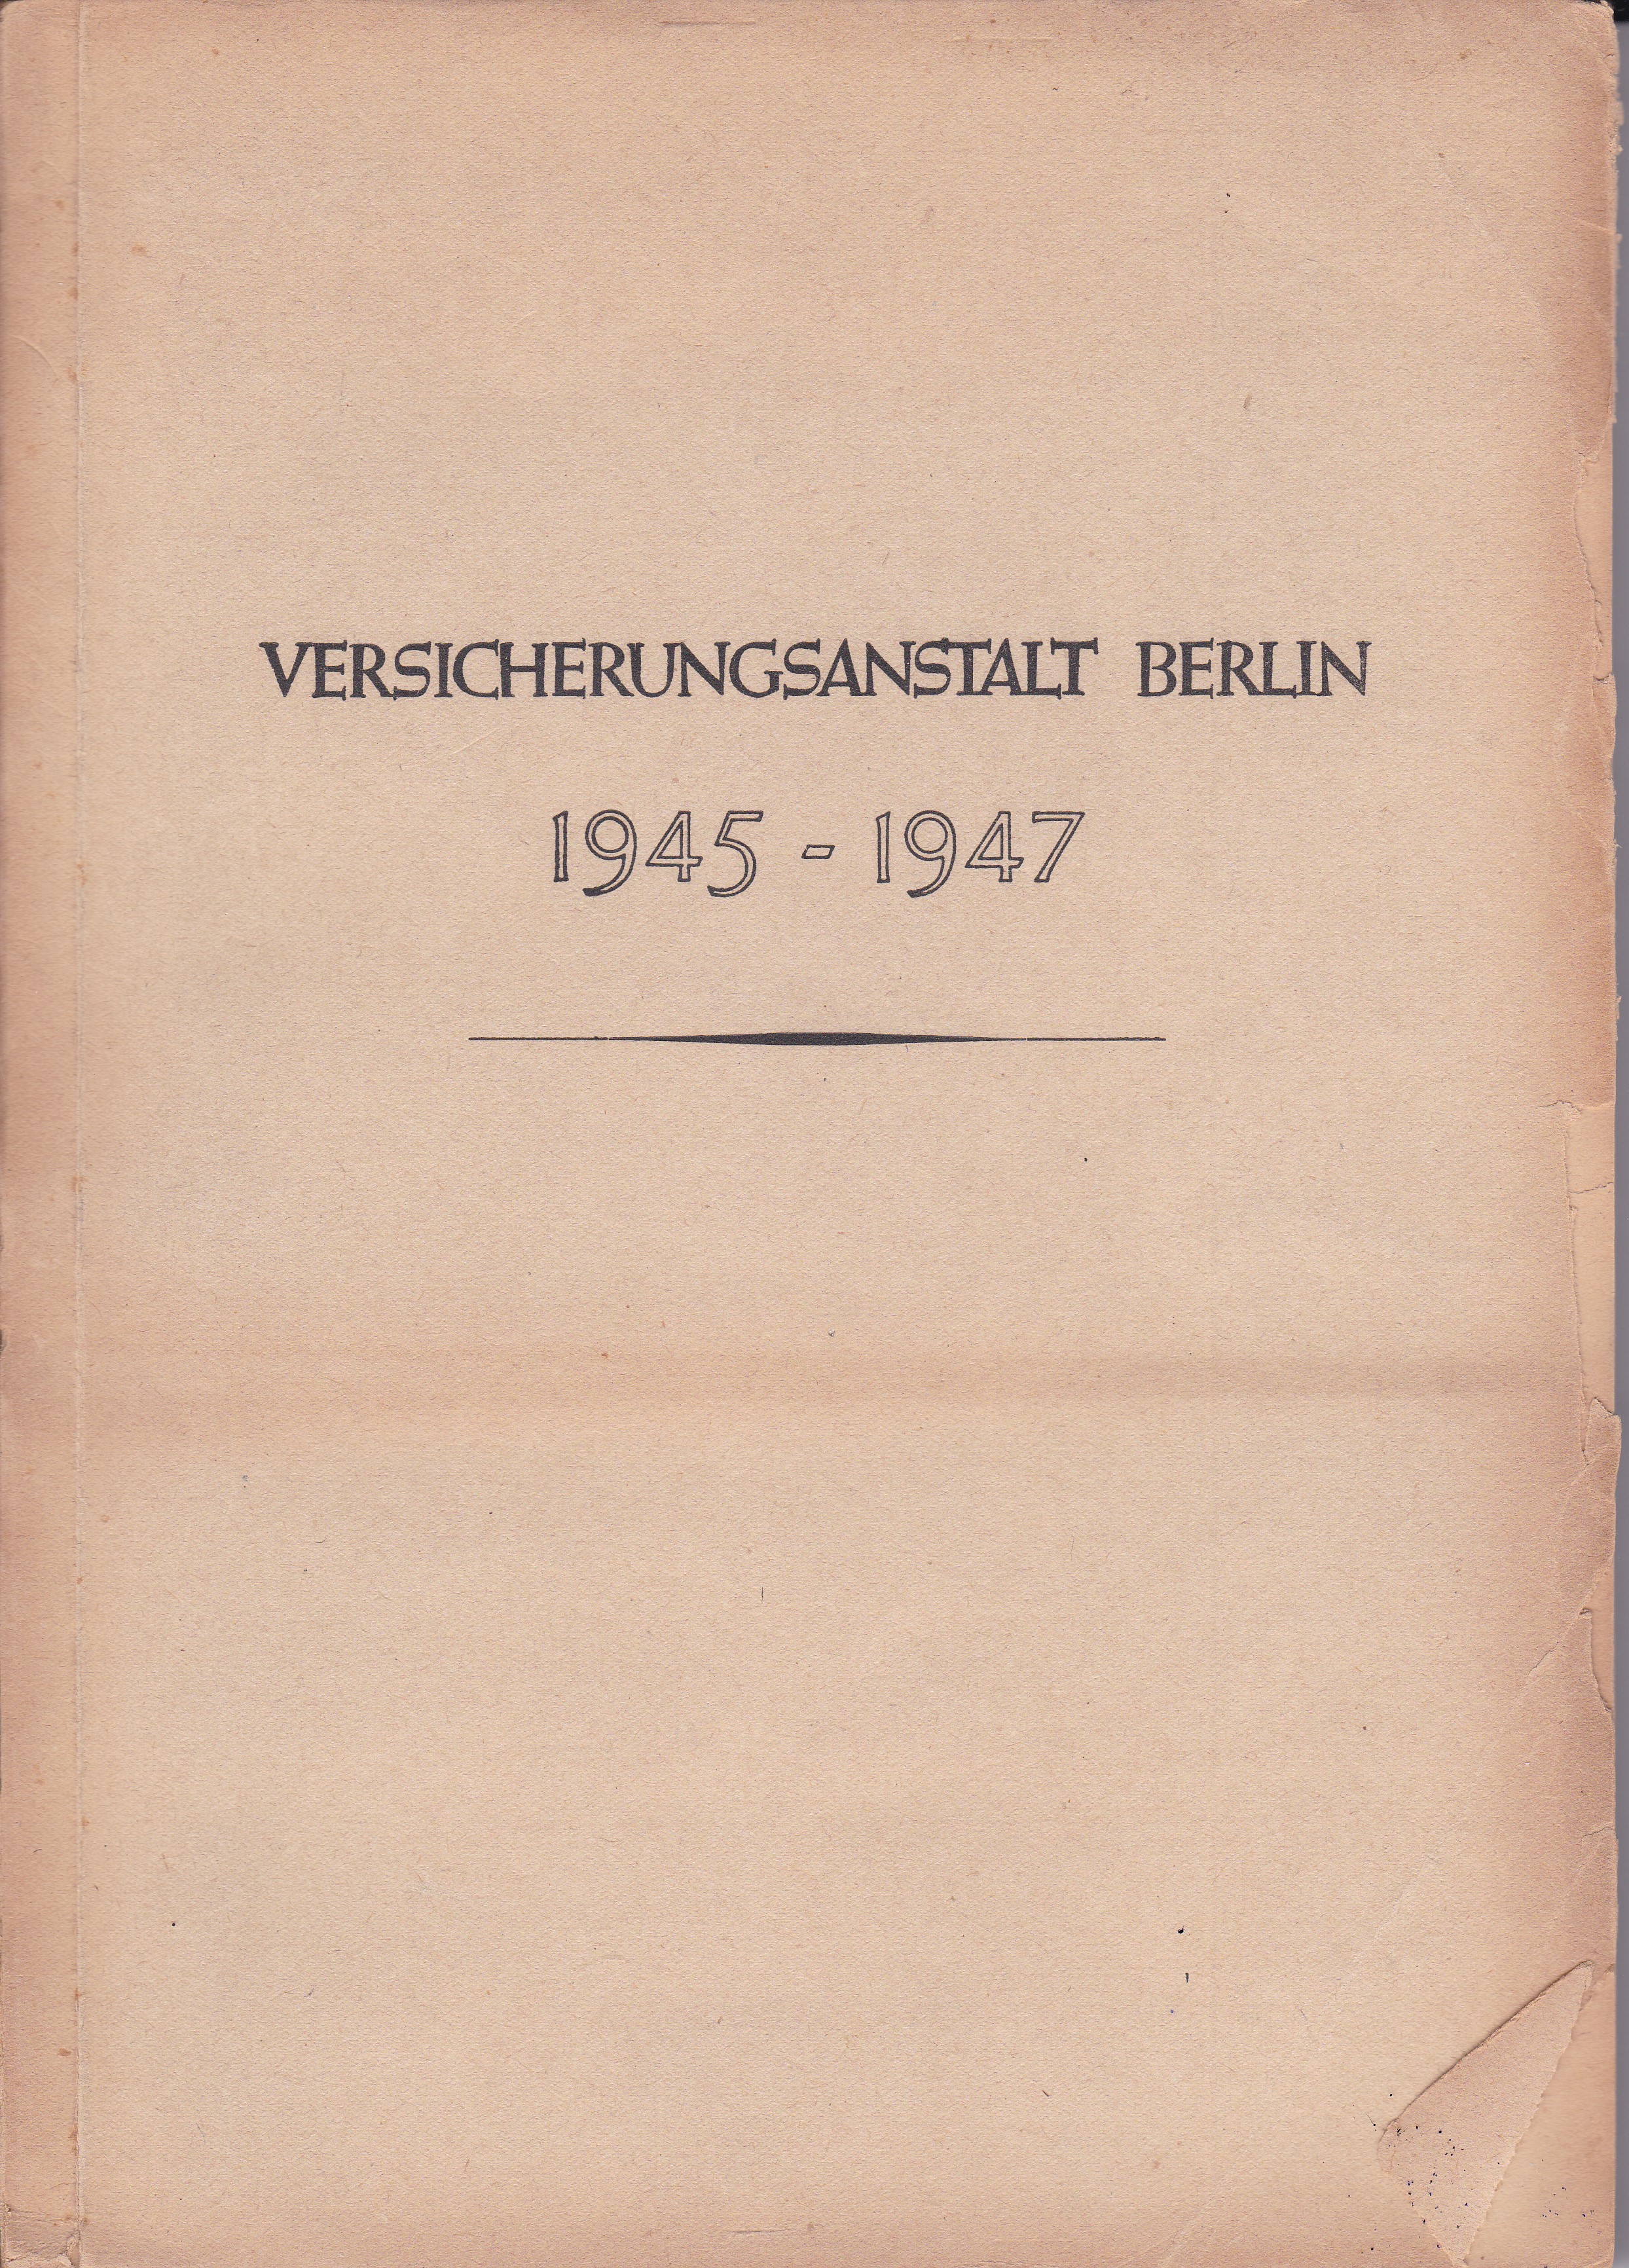 VERSICHERUNGSANSTALT BERLIN
1945 - 1947